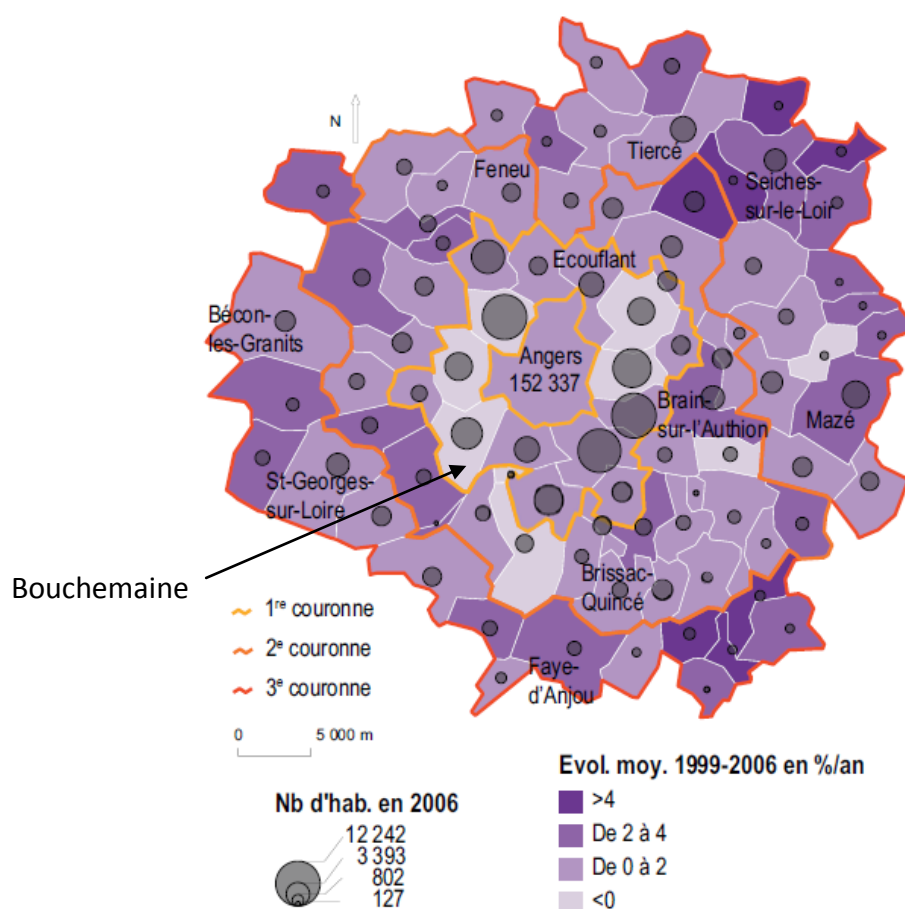 N
Feneu
Tiercé
Seiches-
sur-le-Loir
Ecouflant
Bécon-
les-Granits
Angers
152 337
Brain-
sur-l'Authion
Mazé
St-Georges-
sur-Loire
Bouchemaine
Brissac-
Quincé
Faye-
d'Anjou
1re couronne
2e couronne
3e couronne
0 5 000 m
Nb d'hab. en 2006
12 242
3 393
802
127
Evol. moy. 1999-2006 en %/an
>4
De 2 à 4
De 0 à 2
<0